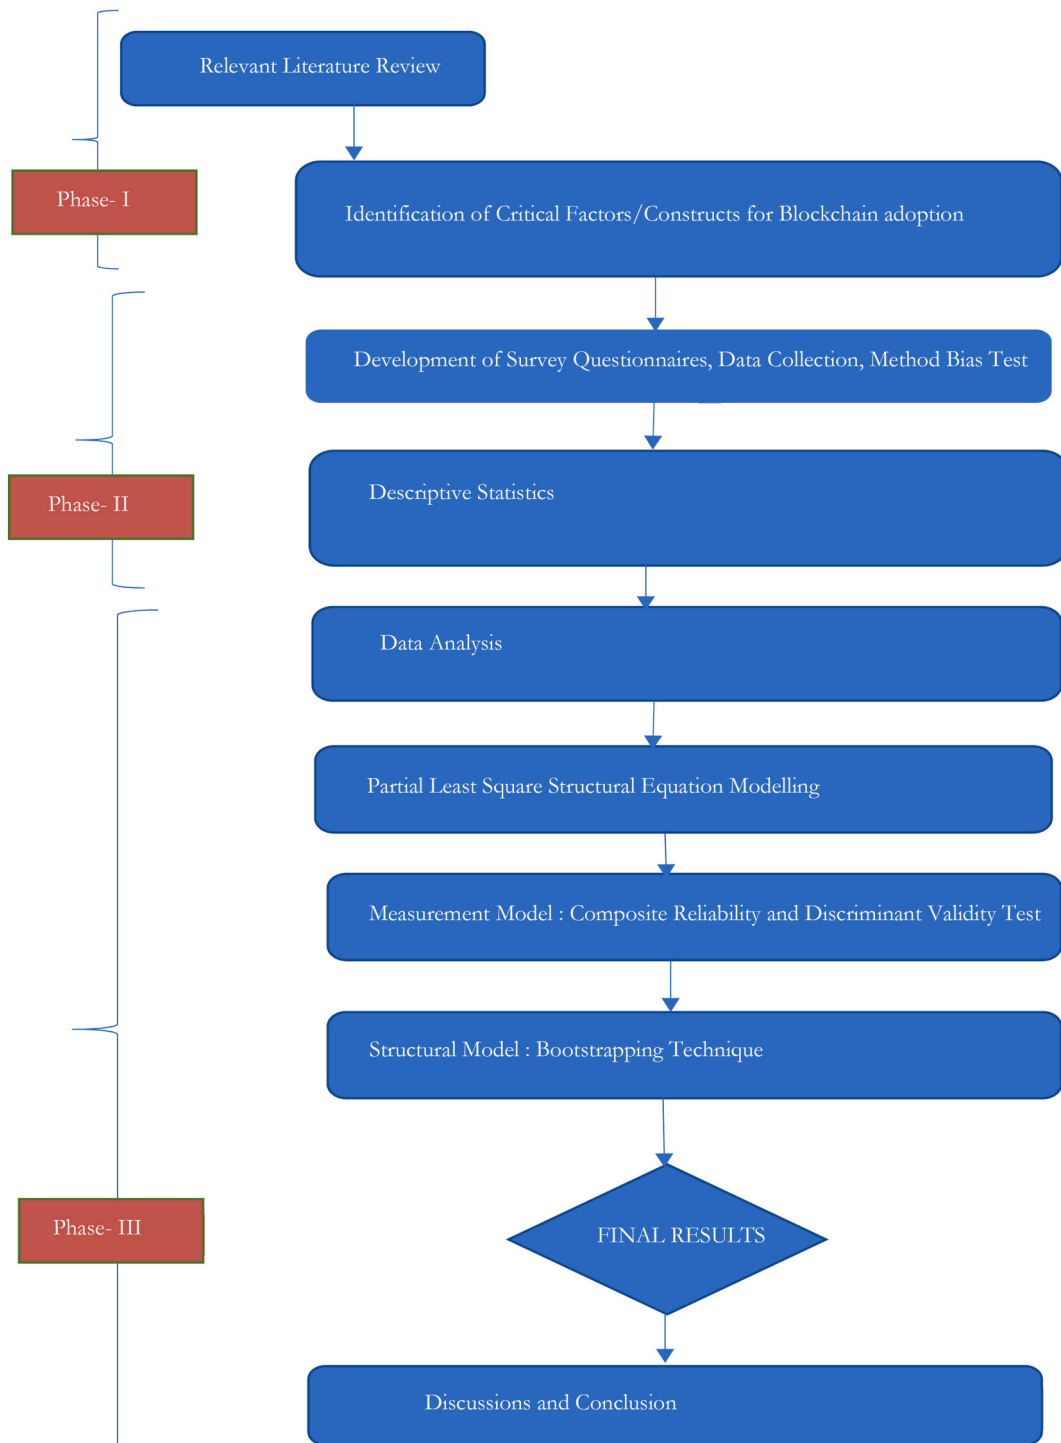 Relevant Literature Review
Phase- I
Identification of Critical Factors/Constructs for Blockchain adoption
Development of Survey Questionnaires, Data Collection, Method Bias Test
Phase- II
Descriptive Statistics
Data Analysis
Partial Least Square Structural Equation Modelling
Measurement Model : Composite Reliability and Discriminant Validity Test
Structural Model : Bootstrapping Technique
Phase- III
FINAL RESULTS
Discussions and Conclusion